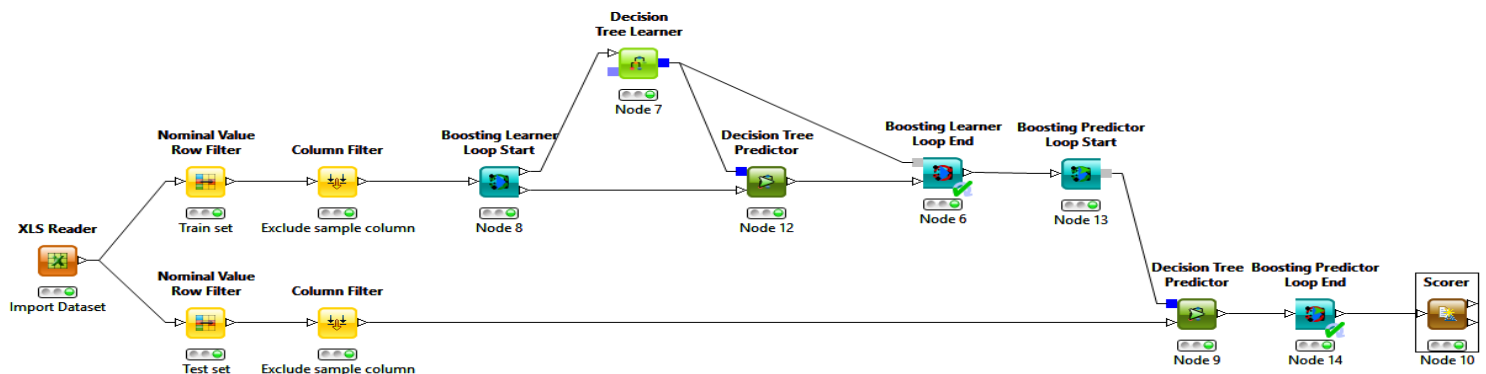 Decision
Tree Learner
Node 7
Nominal Value
Row Filter
Train set
Column Filter
Exclude sample column
Boosting Learner
Loop Start
Node 8
Decision Tree
Predictor
Node 12
Boosting Learner
Loop End
Node 6
Boosting Predictor
Loop Start
Node 13
XLS Reader
Import Dataset
Nominal Value
Row Filter
Test set
Column Filter
Exclude sample column
Decision Tree
Predictor
Node 9
Boosting Predictor
Loop End
Node 14
Scorer
Node 10